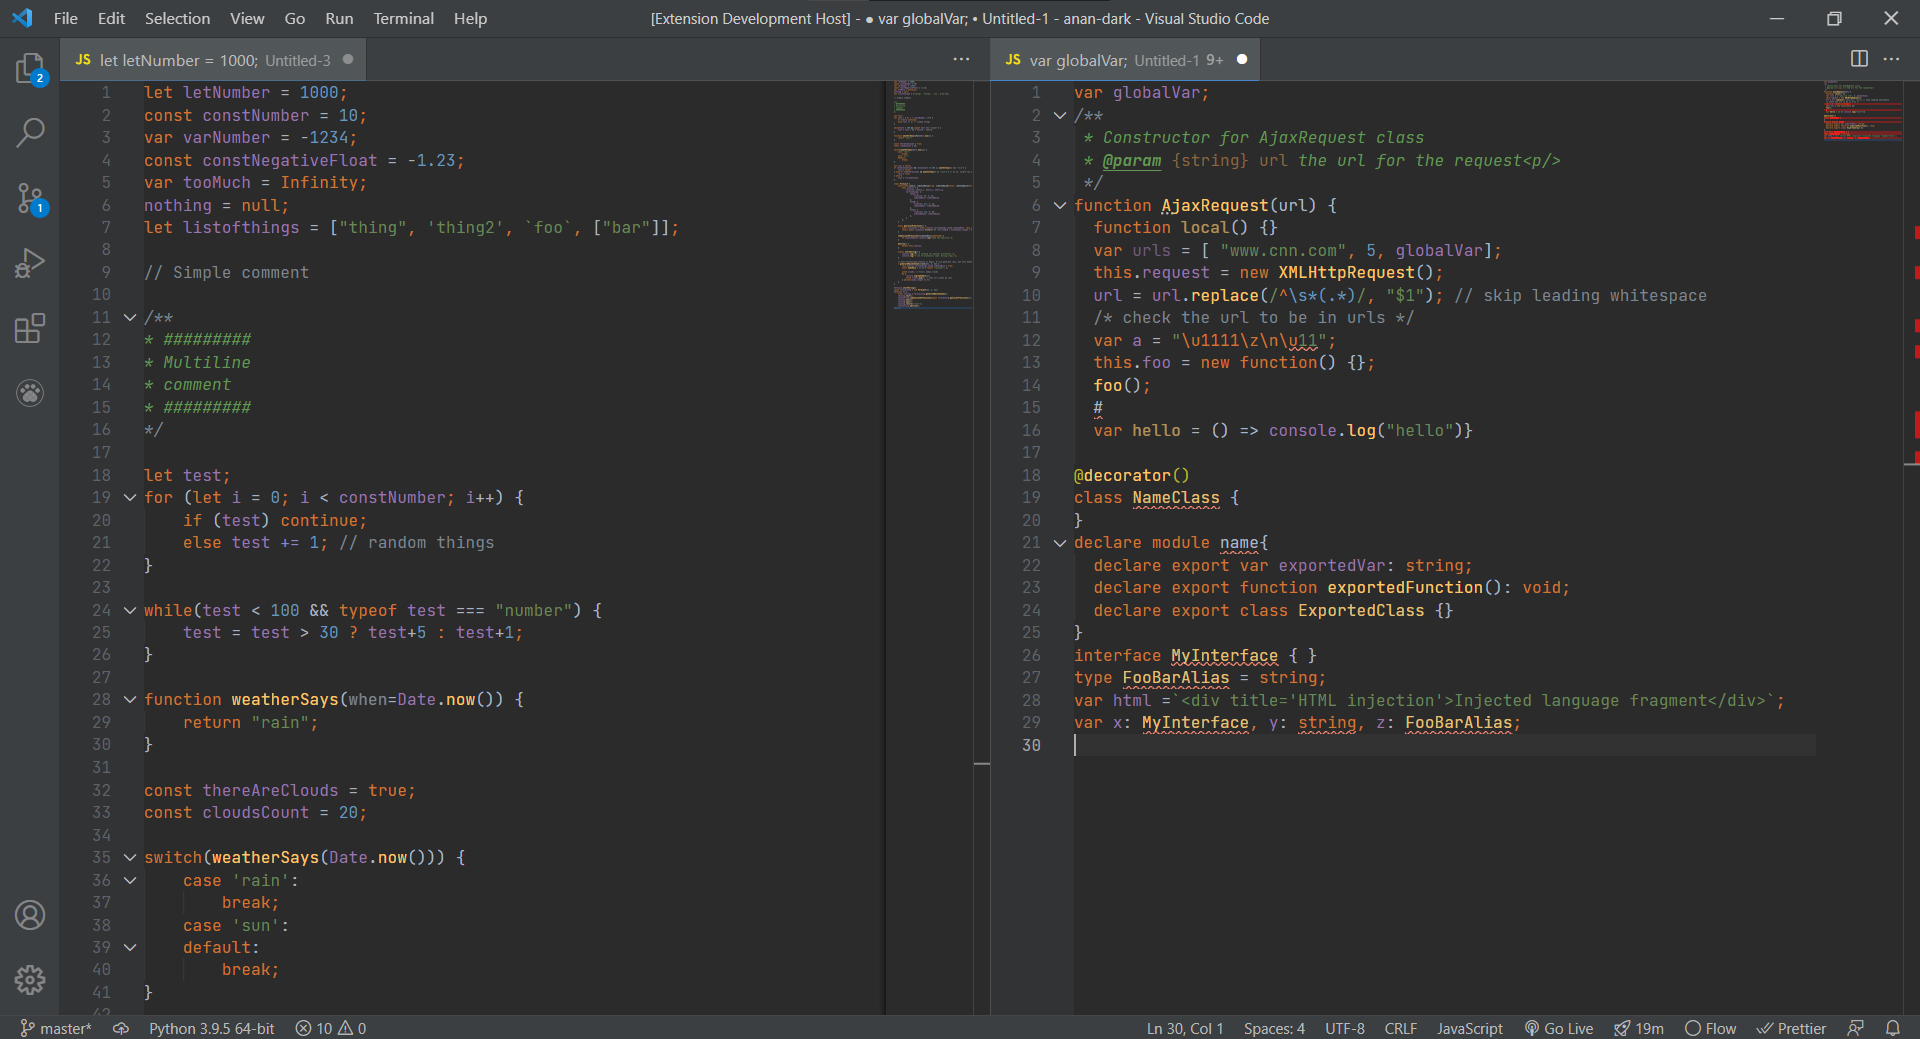 File Edit Selection View Go Run Terminal Help
[Extension Development Host] - ● var globalVar; • Untitled-1 - anan-dark - Visual Studio Code
JS let letNumber = 1000; Untitled-3
1 let letNumber = 1000;
2 const constNumber = 10;
3 var varNumber = -1234;
4 const constNegativeFloat = -1.23;
5 var tooMuch = Infinity;
6 nothing = null;
7 let listofthings = ["thing", 'thing2', `foo`, ["bar"]];
8
9 // Simple comment
10
11 /**
12 * #########
13 * Multiline
14 * comment
15 * #########
16 */
17
18 let test;
19 for (let i = 0; i < constNumber; i++) {
20 if (test) continue;
21 else test += 1; // random things
22 }
23
24 while(test < 100 && typeof test === "number") {
25 test = test > 30 ? test+5 : test+1;
26 }
27
28 function weatherSays(when=Date.now()) {
29 return "rain";
30 }
31
32 const thereAreClouds = true;
33 const cloudsCount = 20;
34
35 switch(weatherSays(Date.now())) {
36 case 'rain':
37 break;
38 case 'sun':
39 default:
40 break;
41 }
42
JS var globalVar; Untitled-1 9+
1 var globalVar;
2 /**
3 * Constructor for AjaxRequest class
4 * @param {string} url the url for the request<p/>
5 */
6 function AjaxRequest(url) {
7 function local() {}
8 var urls = [ "www.cnn.com", 5, globalVar];
9 this.request = new XMLHttpRequest();
10 url = url.replace(/^\s*(.*)/, "$1"); // skip leading whitespace
11 /* check the url to be in urls */
12 var a = "\u1111\z\n\u11";
13 this.foo = new function() {};
14 foo();
15 #
16 var hello = () => console.log("hello")}
17
18 @decorator()
19 class NameClass {
20 }
21 declare module name{
22 declare export var exportedVar: string;
23 declare export function exportedFunction(): void;
24 declare export class ExportedClass {}
25 }
26 interface MyInterface { }
27 type FooBarAlias = string;
28 var html =`<div title='HTML injection'>Injected language fragment</div>`;
29 var x: MyInterface, y: string, z: FooBarAlias;
30
2
1
master* Python 3.9.5 64-bit 10 0
Ln 30, Col 1 Spaces: 4 UTF-8 CRLF JavaScript Go Live 19m Flow Prettier